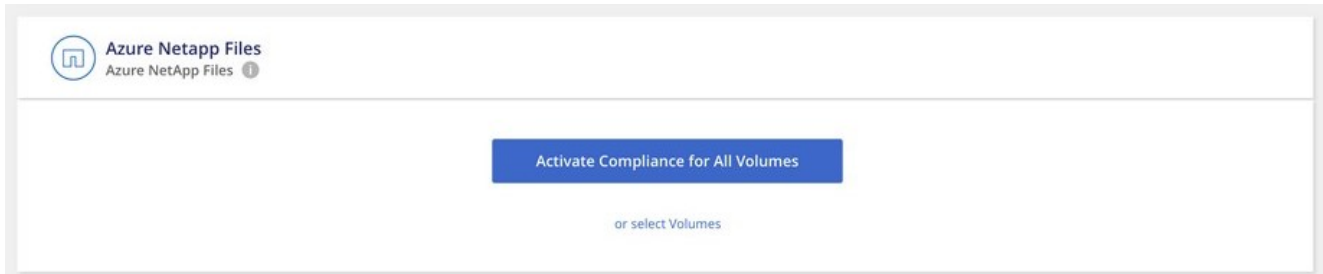 Azure Netapp Files
Azure NetApp Files i
Activate Compliance for All Volumes
or select Volumes